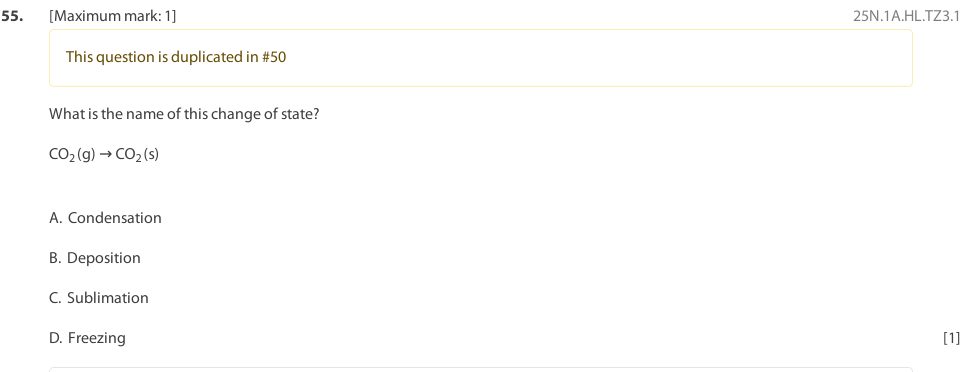 55. [Maximum mark: 1] 25N.1A.HL.TZ3.1
This question is duplicated in #50
What is the name of this change of state?
CO₂(g) → CO₂(s)
A. Condensation
B. Deposition
C. Sublimation
D. Freezing [1]